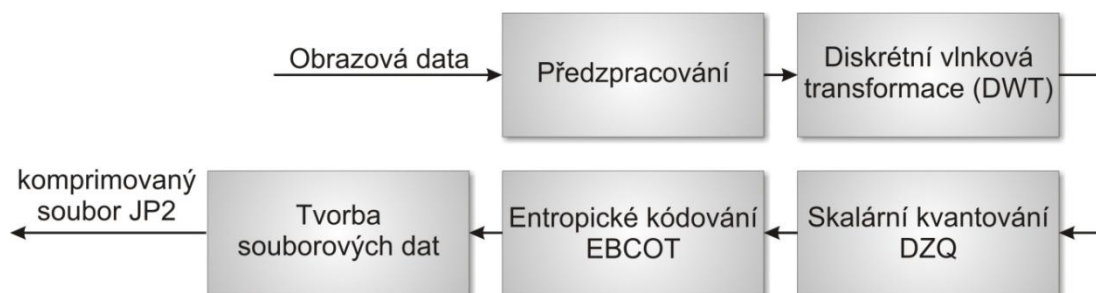 Obrazová data
Předzpracování
Diskrétní vlnková
transformace (DWT)
komprimovaný
soubor JP2
Tvorba
souborových dat
Entropické kódování
EBCOT
Skalární kvantování
DZQ